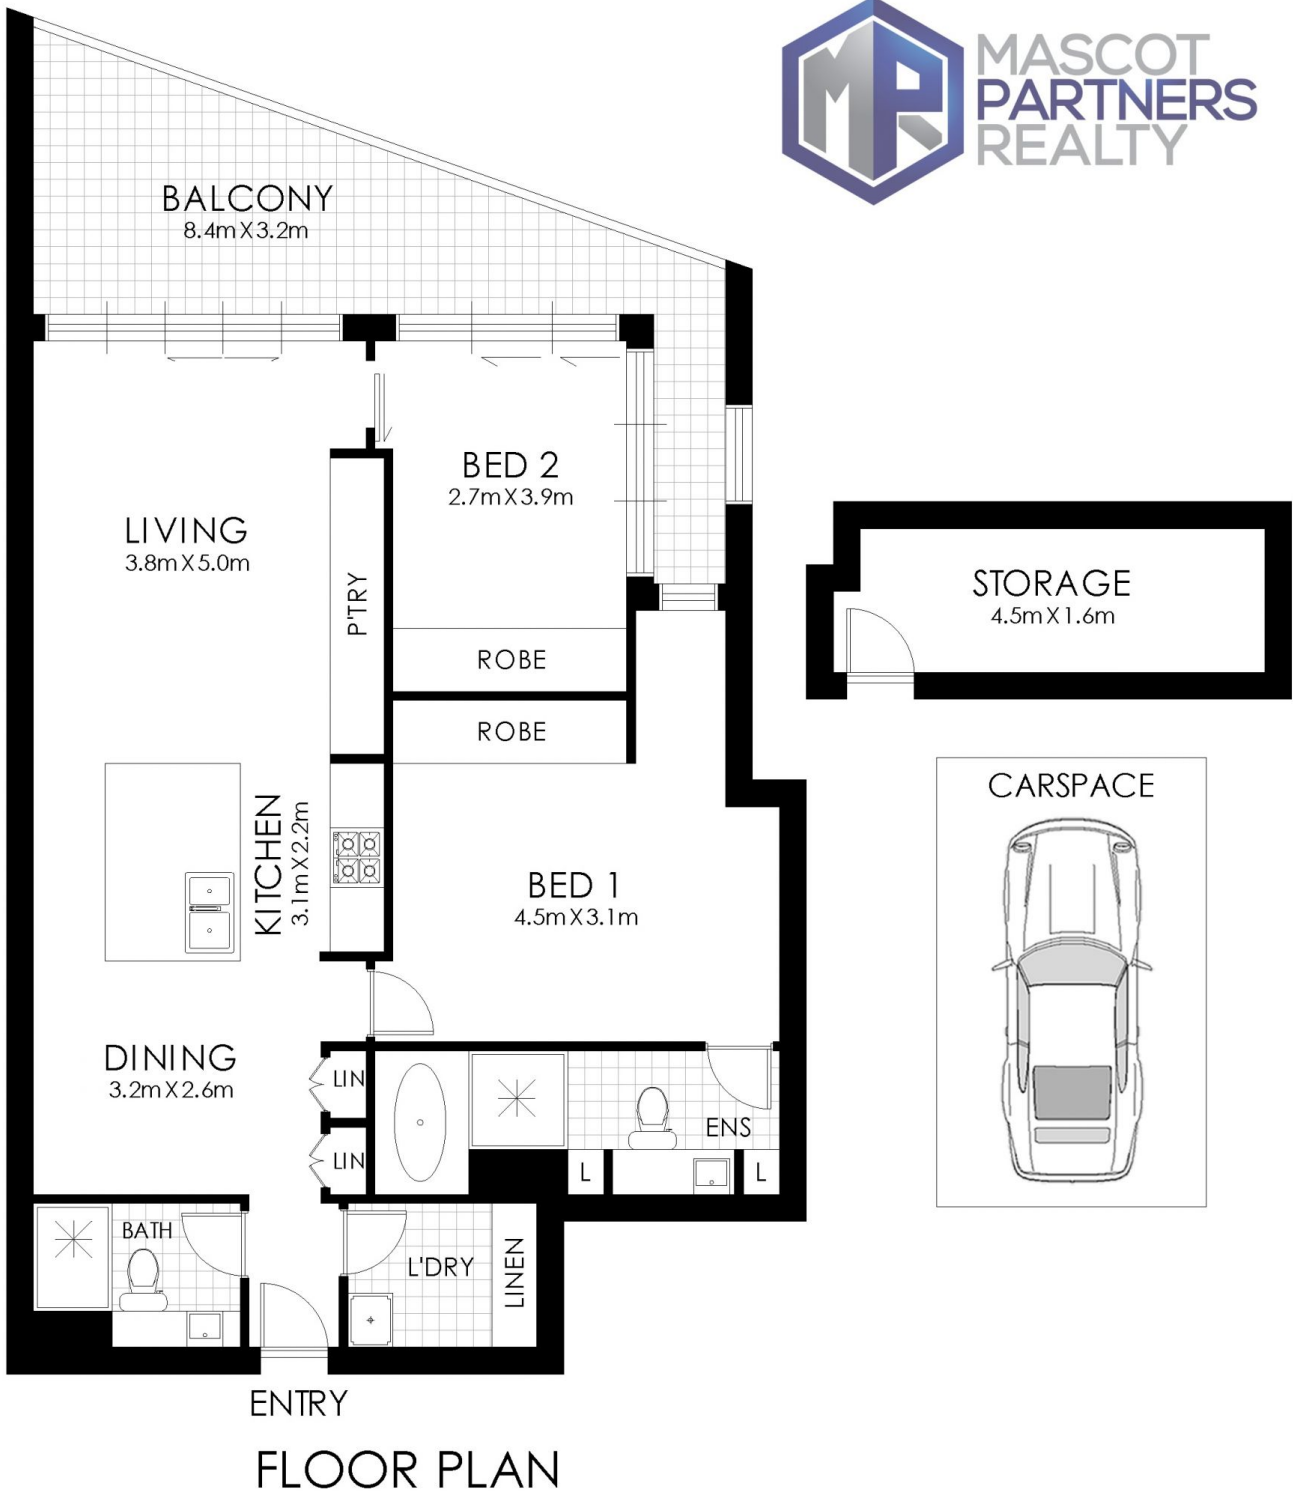 MASCOT
PARTNERS
REALTY
BALCONY
8.4m X 3.2m
BED 2
2.7m X 3.9m
LIVING
3.8m X 5.0m
P'TRY
ROBE
ROBE
STORAGE
4.5m X 1.6m
CARSPACE
KITCHEN
3.1m X 2.2m
BED 1
4.5m X 3.1m
DINING
3.2m X 2.6m
LIN
LIN
ENS
L
L
BATH
L'DRY
LINEN
ENTRY
FLOOR PLAN